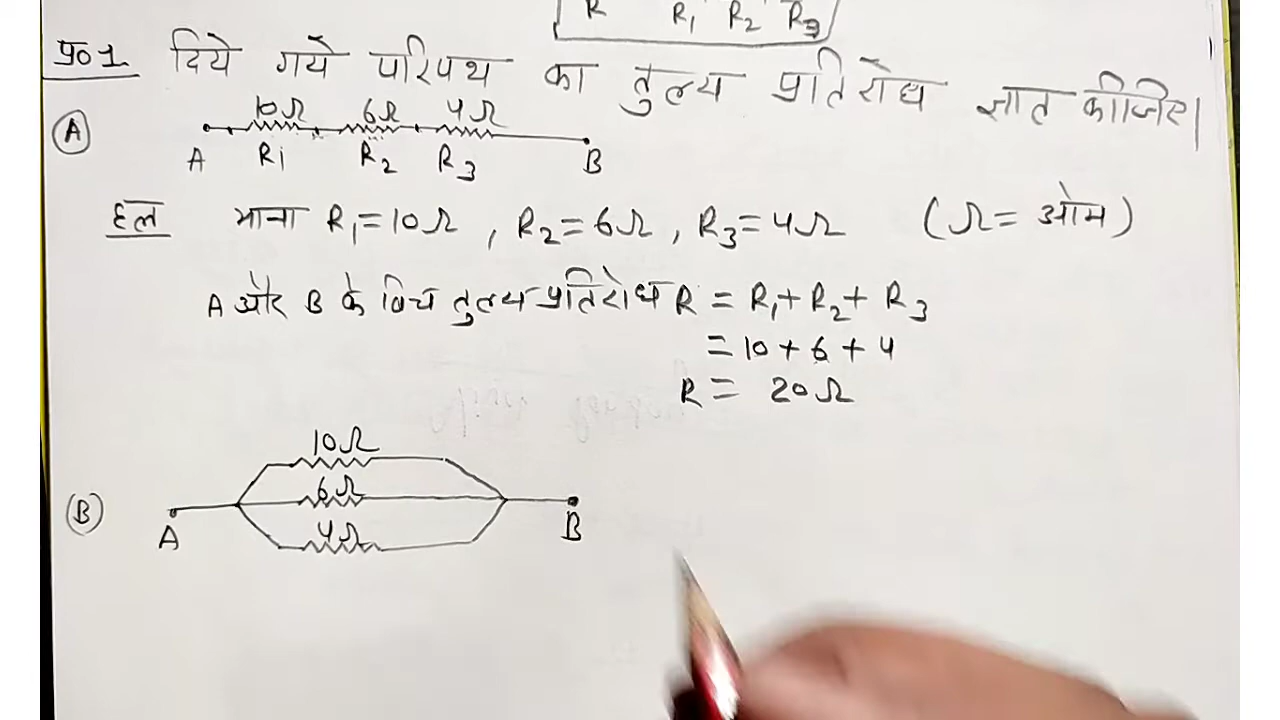 R R₁ R₂ R₃
प्र०1. दिये गये परिपथ का तुल्य प्रतिरोध ज्ञात कीजिए।
(A) 10Ω 6Ω 4Ω
A R₁ R₂ R₃ B
हल माना R₁=10Ω , R₂=6Ω , R₃=4Ω (Ω= ओम)
A और B के विच तुल्य प्रतिरोध R = R₁+R₂+R₃
=10+6+4
R= 20Ω
10Ω
(B) 6Ω
A 4Ω B